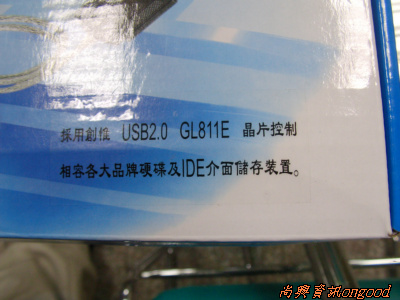 採用創惟 USB2.0 GL811E 晶片控制
相容各大品牌硬碟及IDE介面儲存裝置。
尚興資訊ongood